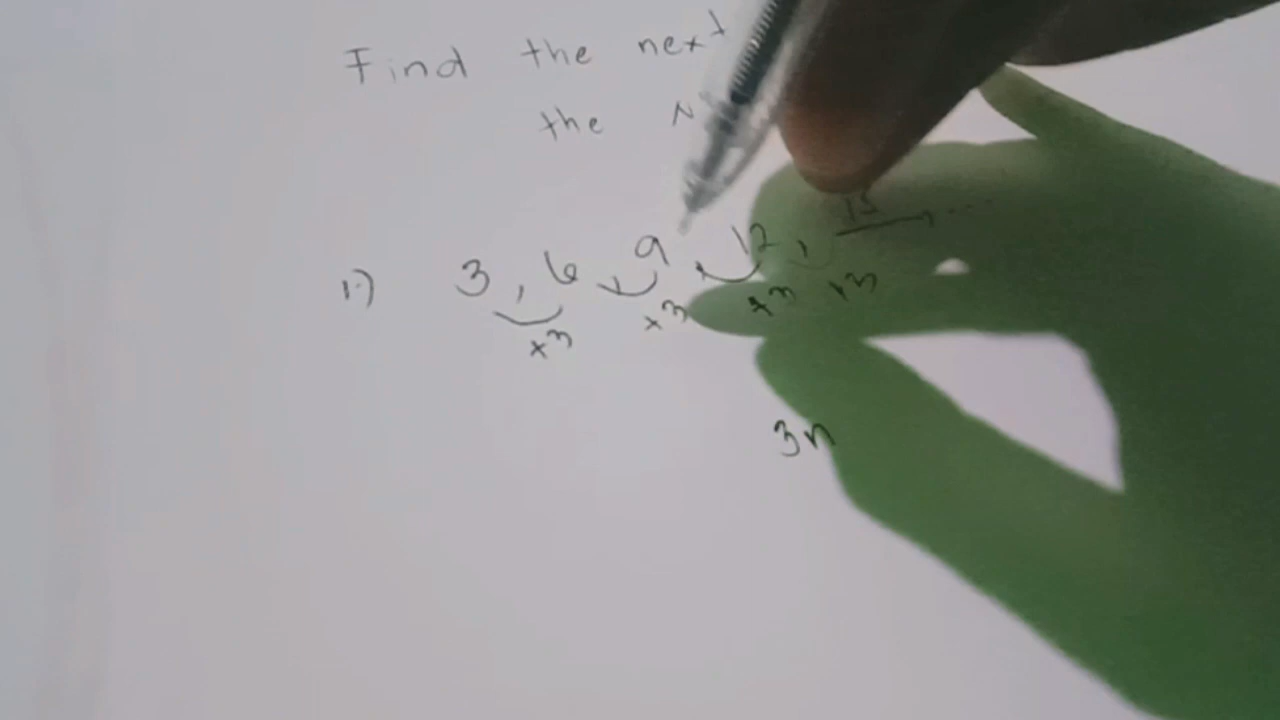 Find the next
the N
1.) 3, 6, 9, 12, 15, ...
+3 +3 +3 +3
3n